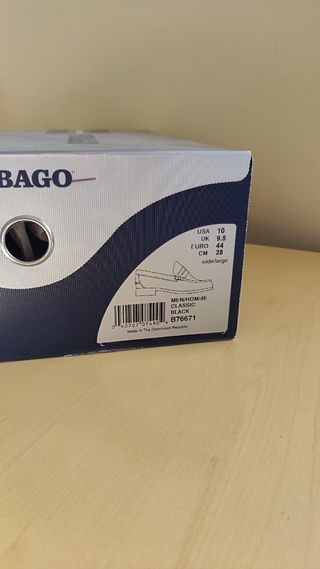 BAGO
USA 10
UK 9.5
EURO 44
CM 28
wide/large
MEN/HOMME
CLASSIC
BLACK
B76671
Made In The Dominican Republic